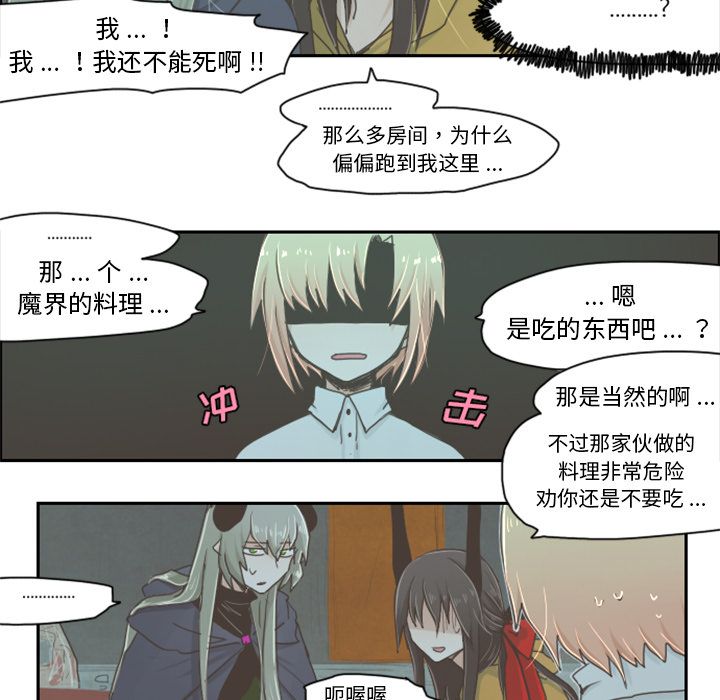 我 ... ！
我 ... ！我还不能死啊 !!
.........?
....................
那么多房间，为什么
偏偏跑到我这里 ...
............
那 ... 个 ...
魔界的料理 ...
... 嗯
是吃的东西吧 ... ？
冲 击
那是当然的啊 ...
不过那家伙做的
料理非常危险
劝你还是不要吃 ...
..............
呃喔喔